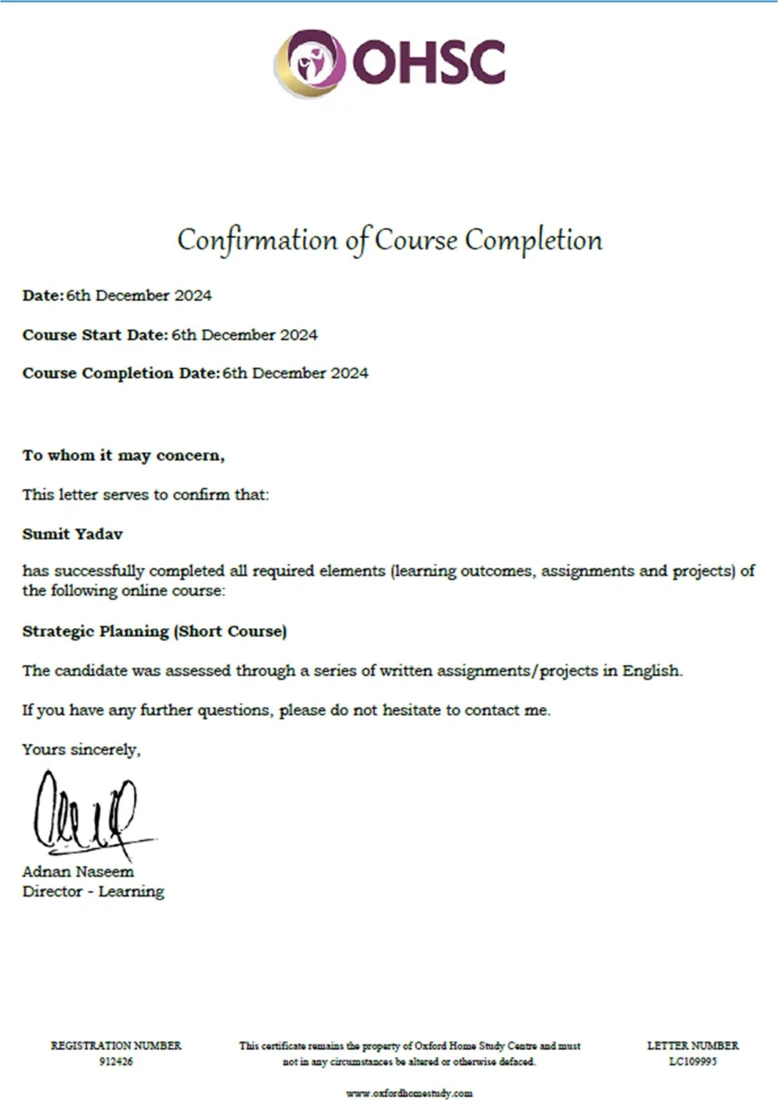 OHSC
Confirmation of Course Completion
Date: 6th December 2024
Course Start Date: 6th December 2024
Course Completion Date: 6th December 2024
To whom it may concern,
This letter serves to confirm that:
Sumit Yadav
has successfully completed all required elements (learning outcomes, assignments and projects) of
the following online course:
Strategic Planning (Short Course)
The candidate was assessed through a series of written assignments/projects in English.
If you have any further questions, please do not hesitate to contact me.
Yours sincerely,
Adnan Naseem
Director - Learning
REGISTRATION NUMBER
912426
This certificate remains the property of Oxford Home Study Centre and must
not in any circumstances be altered or otherwise defaced.
LETTER NUMBER
LC109995
www.oxfordhomestudy.com